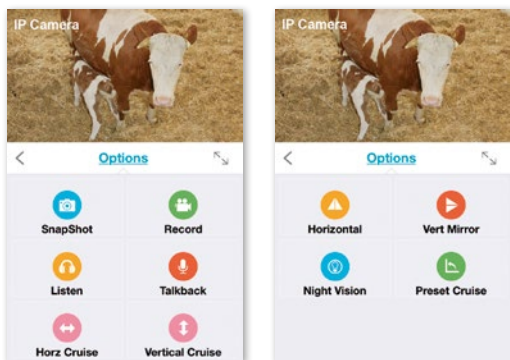 IP Camera
Options
SnapShot
Record
Listen
Talkback
Horz Cruise
Vertical Cruise
IP Camera
Options
Horizontal
Vert Mirror
Night Vision
Preset Cruise